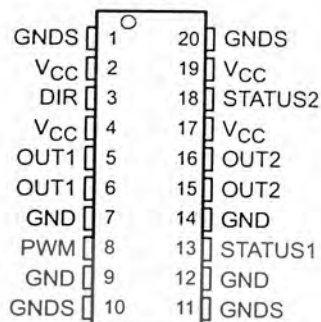 GNDS 1 20 GNDS
VCC 2 19 VCC
DIR 3 18 STATUS2
VCC 4 17 VCC
OUT1 5 16 OUT2
OUT1 6 15 OUT2
GND 7 14 GND
PWM 8 13 STATUS1
GND 9 12 GND
GNDS 10 11 GNDS